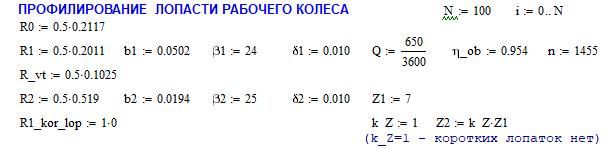 ПРОФИЛИРОВАНИЕ ЛОПАСТИ РАБОЧЕГО КОЛЕСА N := 100 i := 0.. N
R0 := 0.5·0.2117
R1 := 0.5·0.2011 b1 := 0.0502 β1 := 24 δ1 := 0.010 Q := 650/3600 η_ob := 0.954 n := 1455
R_vt := 0.5·0.1025
R2 := 0.5·0.519 b2 := 0.0194 β2 := 25 δ2 := 0.010 Z1 := 7
R1_kor_lop := 1·0 k_Z := 1 Z2 := k_Z·Z1
(k_Z=1 - коротких лопаток нет)